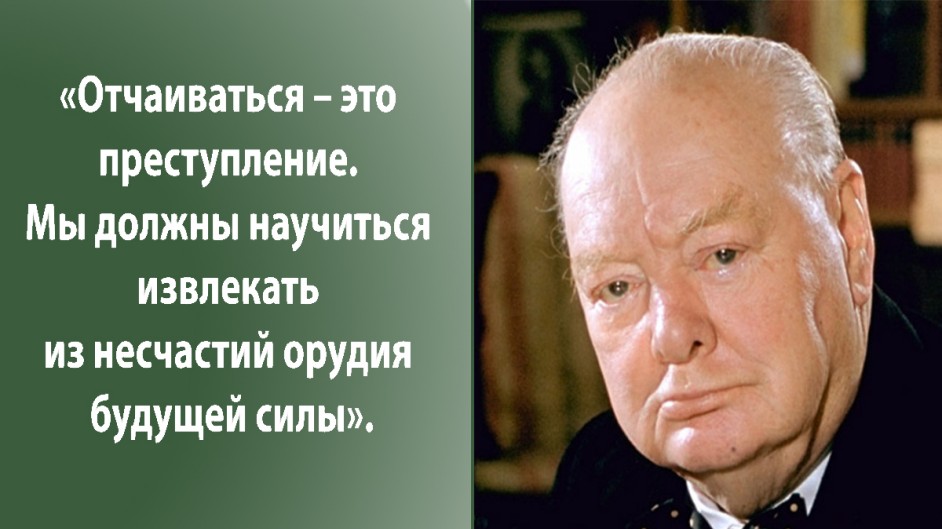 «Отчаиваться – это
преступление.
Мы должны научиться
извлекать
из несчастий орудия
будущей силы».